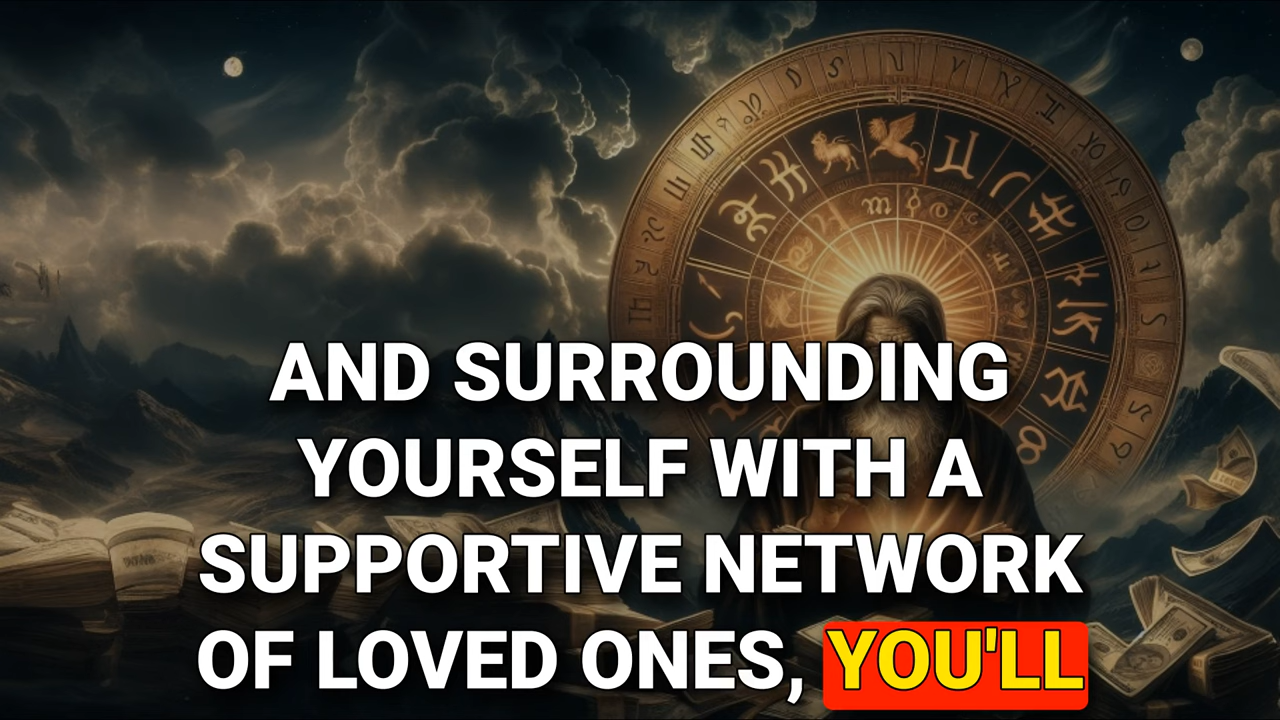 AND SURROUNDING
YOURSELF WITH A
SUPPORTIVE NETWORK
OF LOVED ONES, YOU'LL